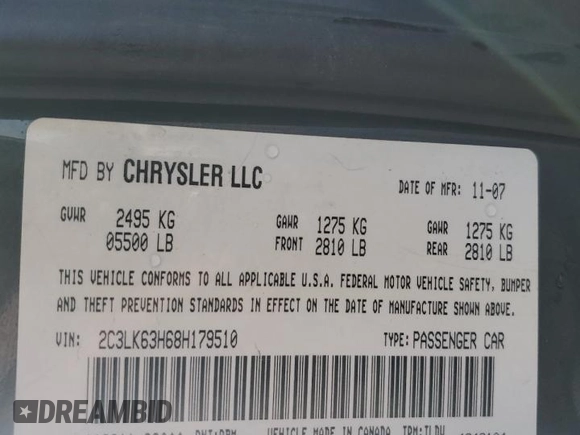 MFD BY CHRYSLER LLC DATE OF MFR: 11-07
GVWR 2495 KG GAWR 1275 KG GAWR 1275 KG
05500 LB FRONT 2810 LB REAR 2810 LB
THIS VEHICLE CONFORMS TO ALL APPLICABLE U.S.A. FEDERAL MOTOR VEHICLE SAFETY, BUMPER
AND THEFT PREVENTION STANDARDS IN EFFECT ON THE DATE OF MANUFACTURE SHOWN ABOVE.
VIN: 2C3LK63H68H179510 TYPE: PASSENGER CAR
VEHICLE MADE IN CANADA
DREAMBID